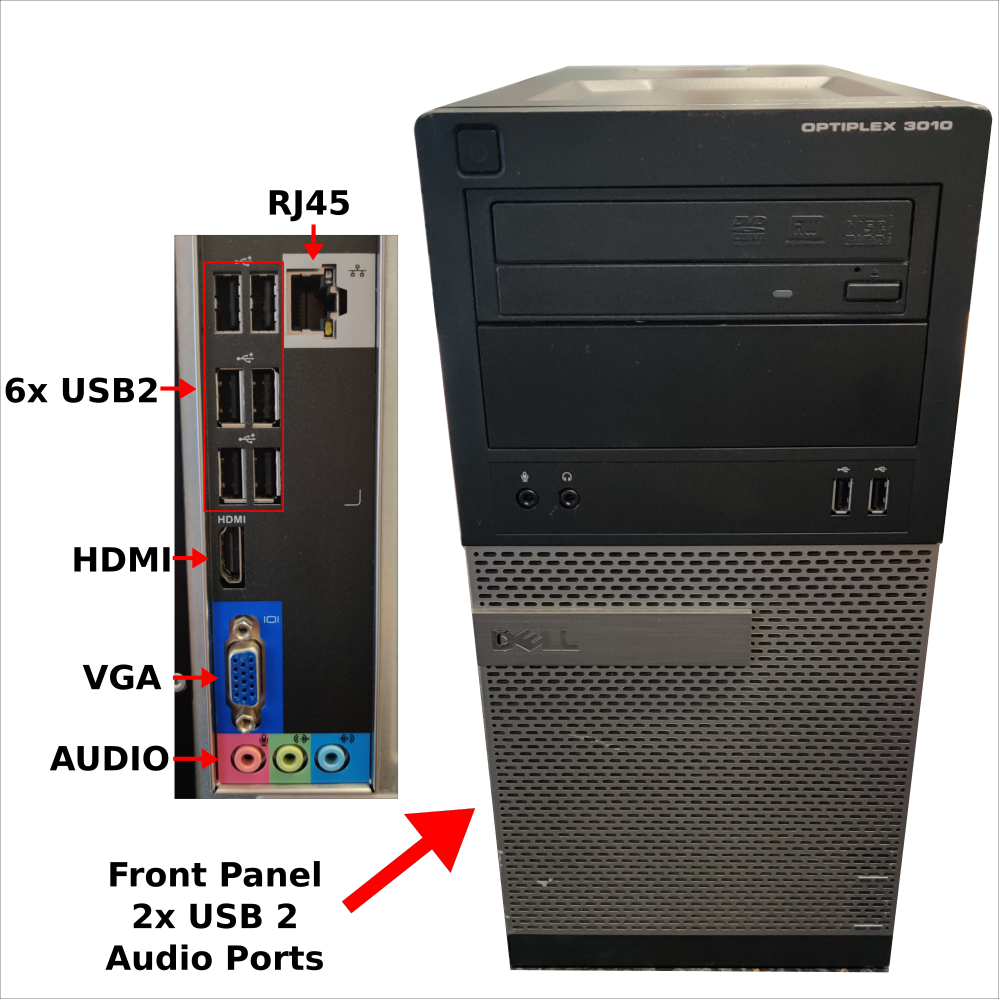 OPTIPLEX 3010
RJ45
6x USB2
HDMI
HDMI
VGA
AUDIO
DELL
Front Panel
2x USB 2
Audio Ports